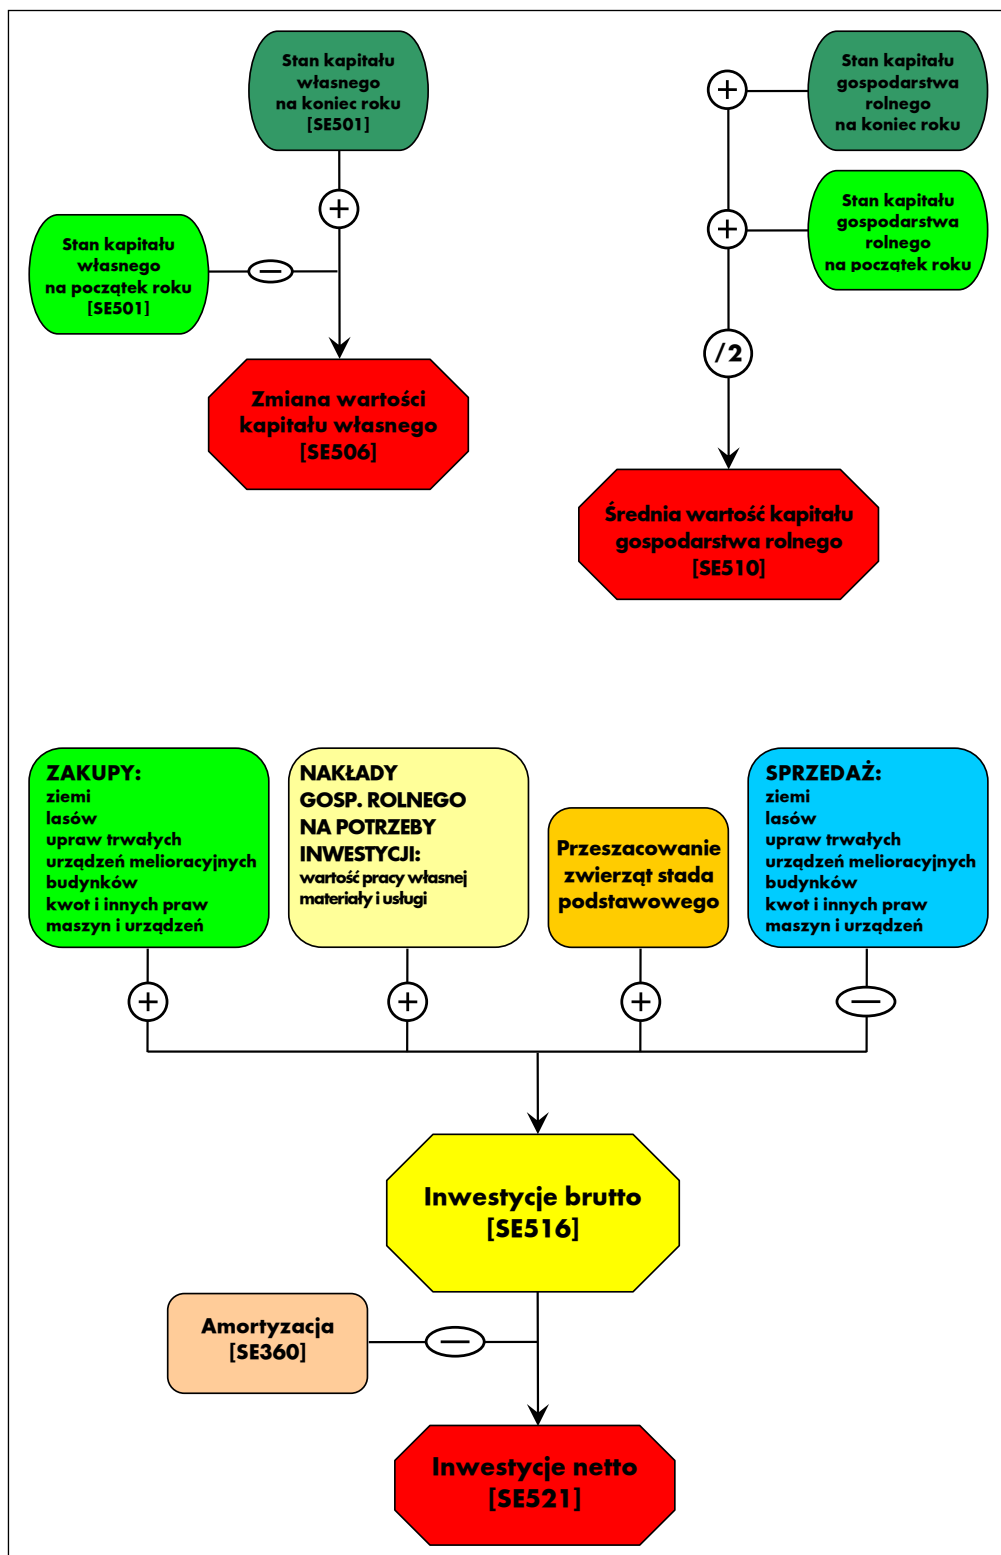 Stan kapitału
własnego
na koniec roku
[SE501]
+
Stan kapitału
własnego
na początek roku
[SE501]
−
Zmiana wartości
kapitału własnego
[SE506]
Stan kapitału
gospodarstwa
rolnego
na koniec roku
+
Stan kapitału
gospodarstwa
rolnego
na początek roku
+
/2
Średnia wartość kapitału
gospodarstwa rolnego
[SE510]
ZAKUPY:
ziemi
lasów
upraw trwałych
urządzeń melioracyjnych
budynków
kwot i innych praw
maszyn i urządzeń
NAKŁADY
GOSP. ROLNEGO
NA POTRZEBY
INWESTYCJI:
wartość pracy własnej
materiały i usługi
Przeszacowanie
zwierząt stada
podstawowego
SPRZEDAŻ:
ziemi
lasów
upraw trwałych
urządzeń melioracyjnych
budynków
kwot i innych praw
maszyn i urządzeń
+
+
+
−
Inwestycje brutto
[SE516]
Amortyzacja
[SE360]
−
Inwestycje netto
[SE521]